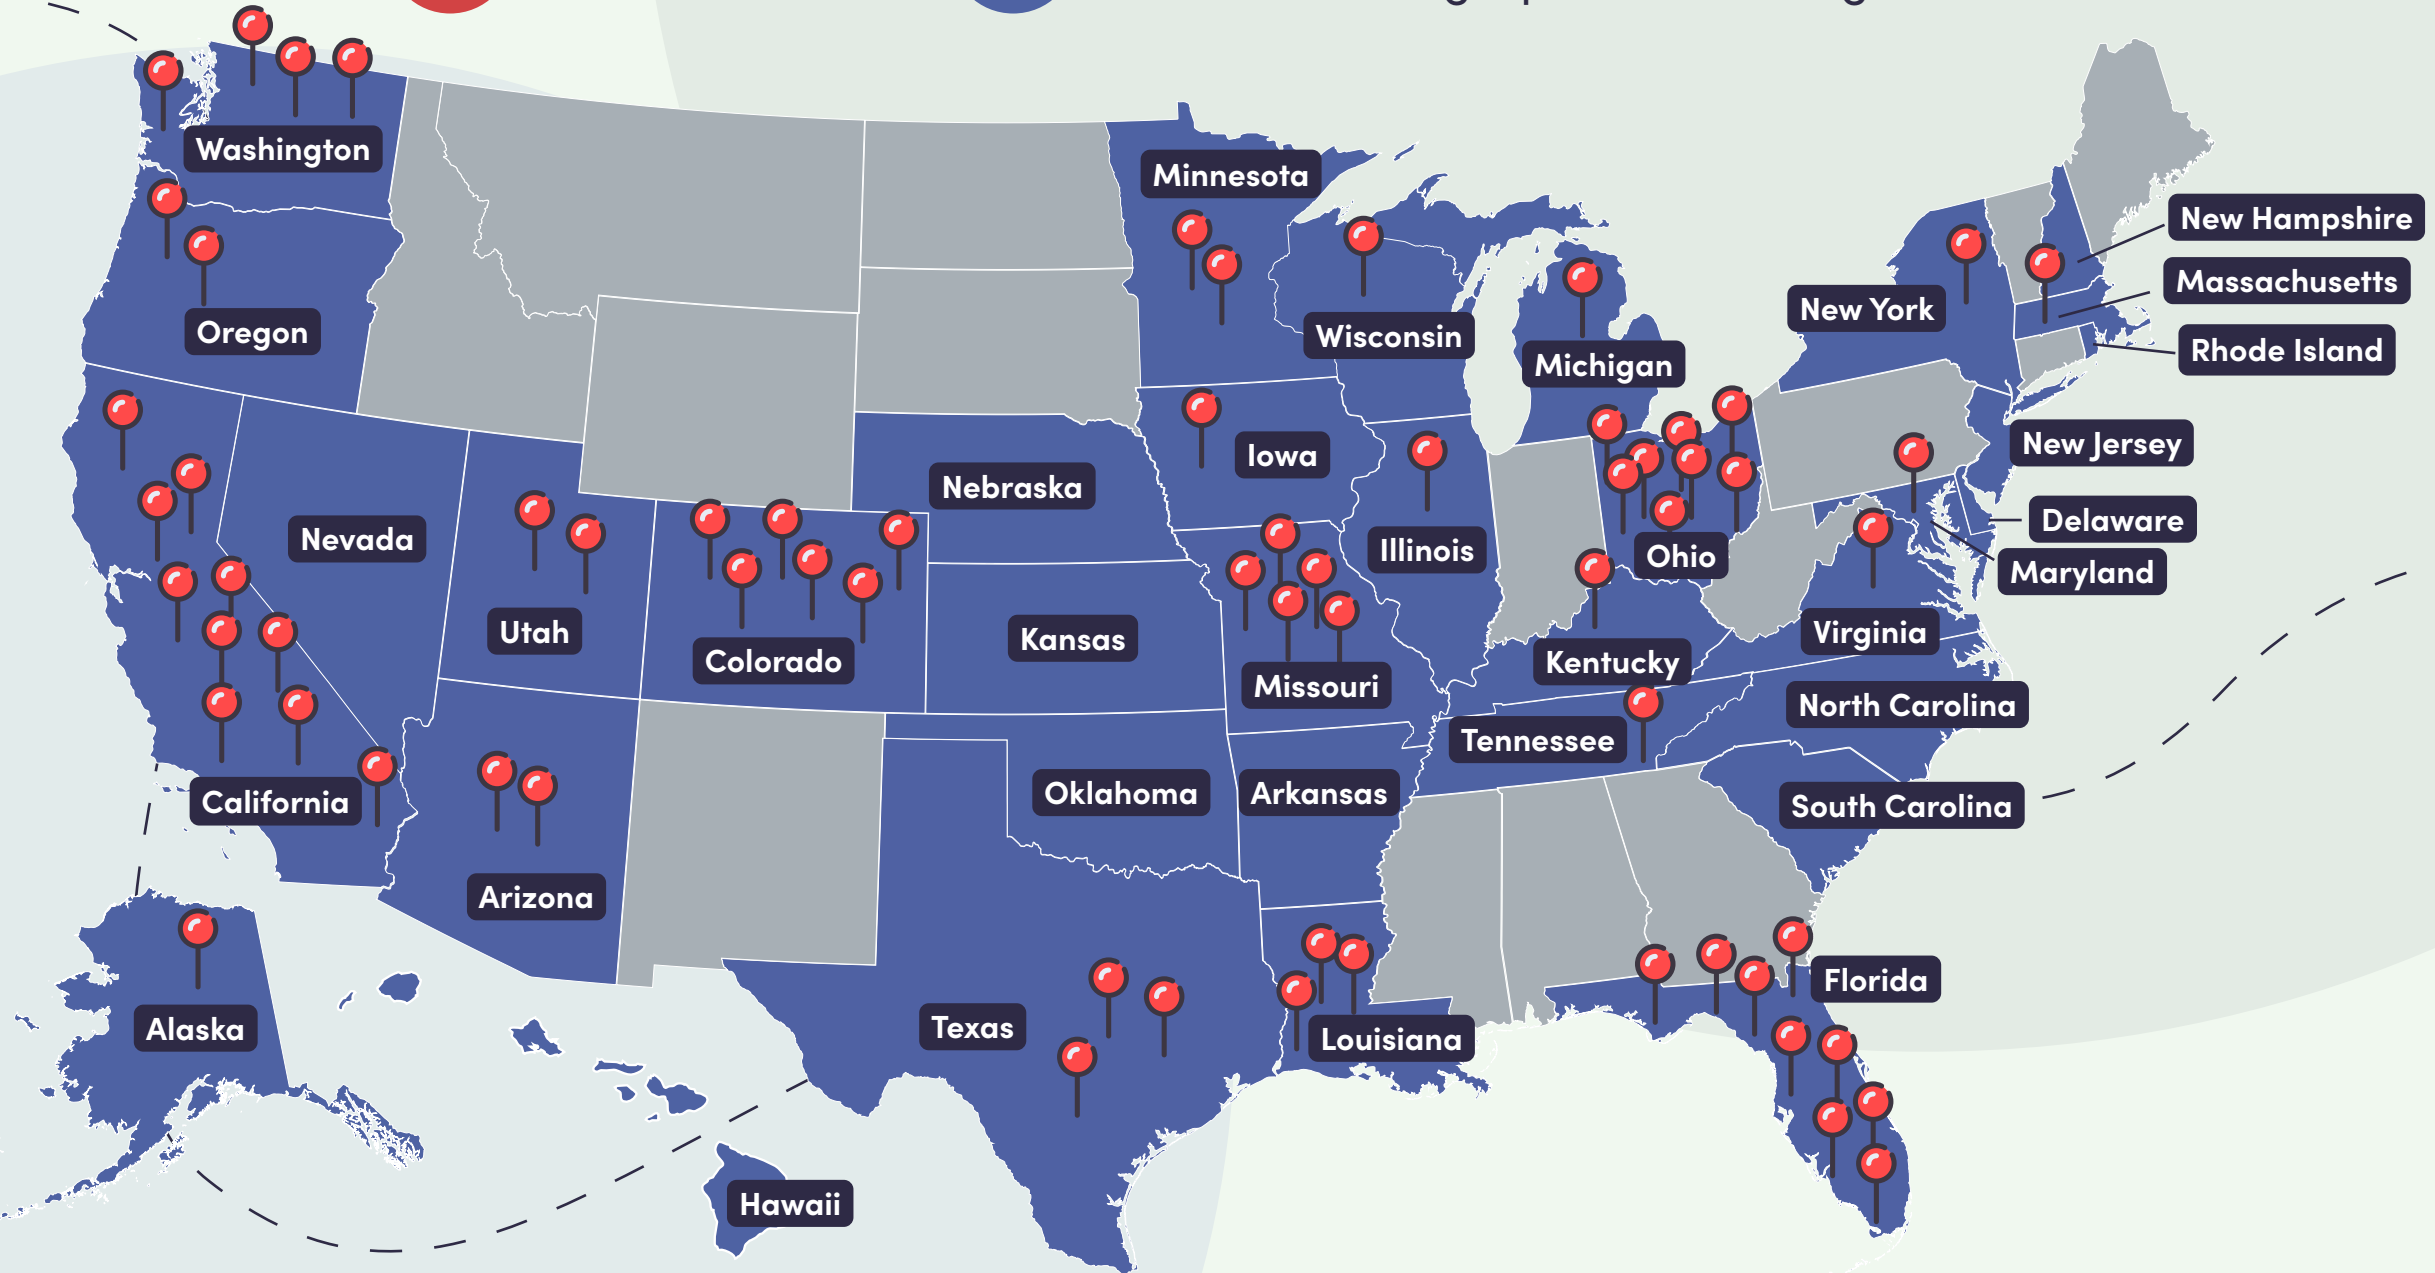 Washington
Minnesota
New Hampshire
Massachusetts
New York
Oregon
Wisconsin
Rhode Island
Michigan
New Jersey
Iowa
Nebraska
Delaware
Nevada
Illinois
Ohio
Maryland
Utah
Virginia
Kansas
Colorado
Kentucky
Missouri
North Carolina
Tennessee
Oklahoma
Arkansas
California
South Carolina
Arizona
Florida
Texas
Alaska
Louisiana
Hawaii